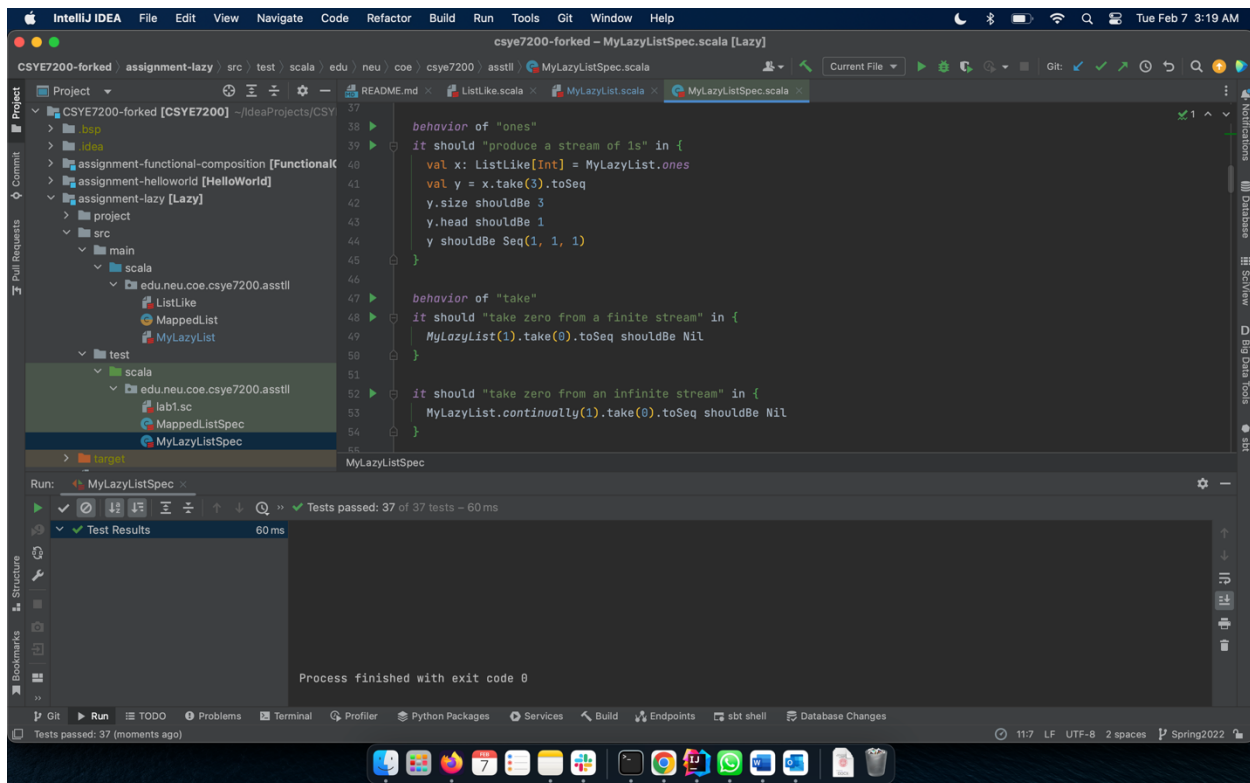 IntelliJ IDEA File Edit View Navigate Code Refactor Build Run Tools Git Window Help Tue Feb 7 3:19 AM
csye7200-forked – MyLazyListSpec.scala [Lazy]
CSYE7200-forked 〉 assignment-lazy 〉 src 〉 test 〉 scala 〉 edu 〉 neu 〉 coe 〉 csye7200 〉 asstll 〉 MyLazyListSpec.scala Current File Git:
Project README.md ListLike.scala MyLazyList.scala MyLazyListSpec.scala
CSYE7200-forked [CSYE7200] ~/IdeaProjects/CSY
.bsp
.idea
assignment-functional-composition [FunctionalC
assignment-helloworld [HelloWorld]
assignment-lazy [Lazy]
project
src
main
scala
edu.neu.coe.csye7200.asstll
ListLike
MappedList
MyLazyList
test
scala
edu.neu.coe.csye7200.asstll
lab1.sc
MappedListSpec
MyLazyListSpec
target
37
38 behavior of "ones"
39 it should "produce a stream of 1s" in {
40 val x: ListLike[Int] = MyLazyList.ones
41 val y = x.take(3).toSeq
42 y.size shouldBe 3
43 y.head shouldBe 1
44 y shouldBe Seq(1, 1, 1)
45 }
46
47 behavior of "take"
48 it should "take zero from a finite stream" in {
49 MyLazyList(1).take(0).toSeq shouldBe Nil
50 }
51
52 it should "take zero from an infinite stream" in {
53 MyLazyList.continually(1).take(0).toSeq shouldBe Nil
54 }
55
1
MyLazyListSpec
Project
Commit
Pull Requests
Structure
Bookmarks
Notifications
Database
SciView
D Big Data Tools
sbt
Run: MyLazyListSpec
Tests passed: 37 of 37 tests – 60 ms
Test Results 60 ms
Process finished with exit code 0
Git Run TODO Problems Terminal Profiler Python Packages Services Build Endpoints sbt shell Database Changes
Tests passed: 37 (moments ago) 11:7 LF UTF-8 2 spaces Spring2022
FEB
7